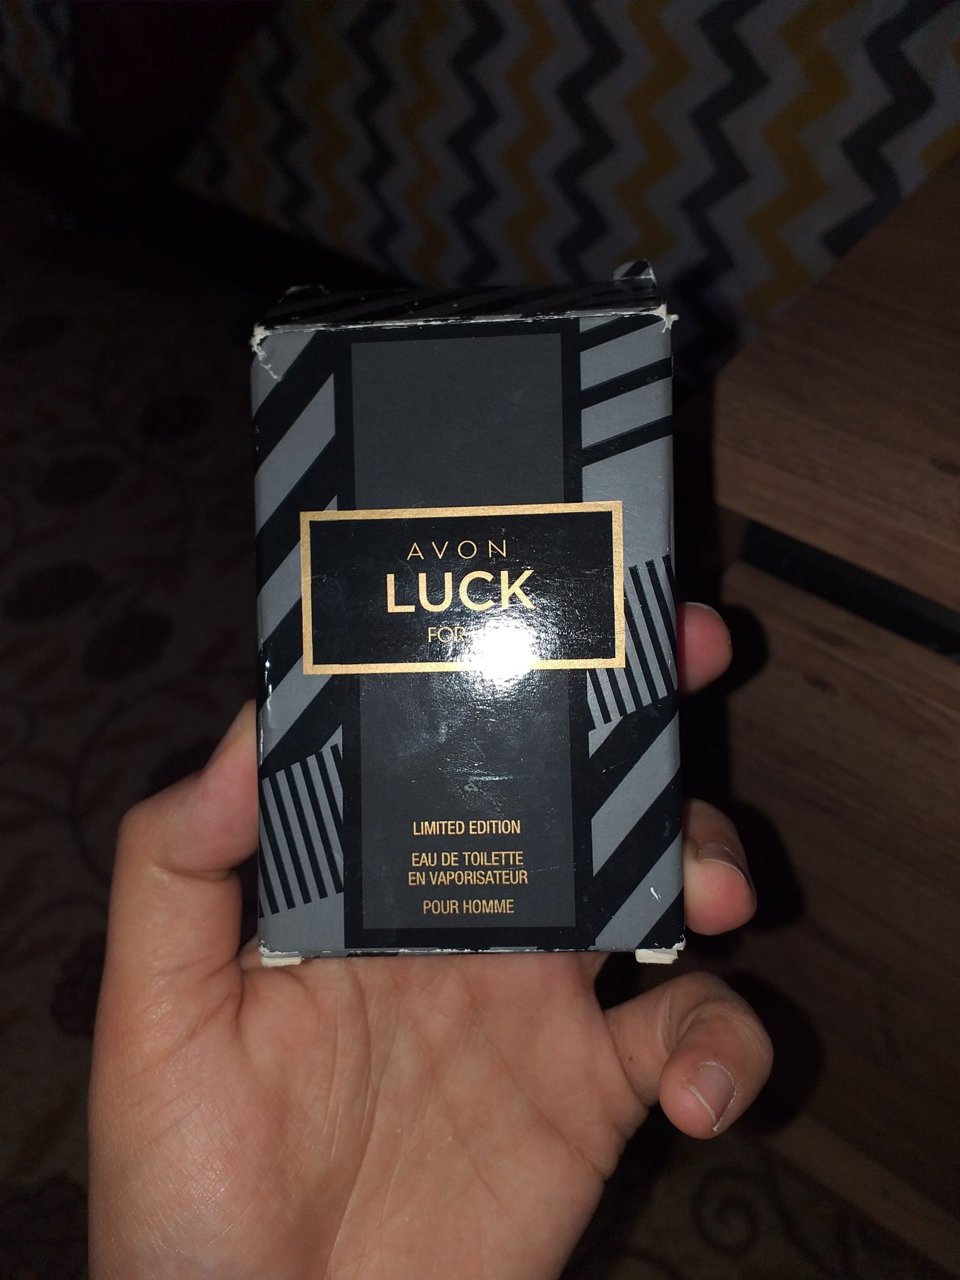 AVON
LUCK
FOR
LIMITED EDITION
EAU DE TOILETTE
EN VAPORISATEUR
POUR HOMME